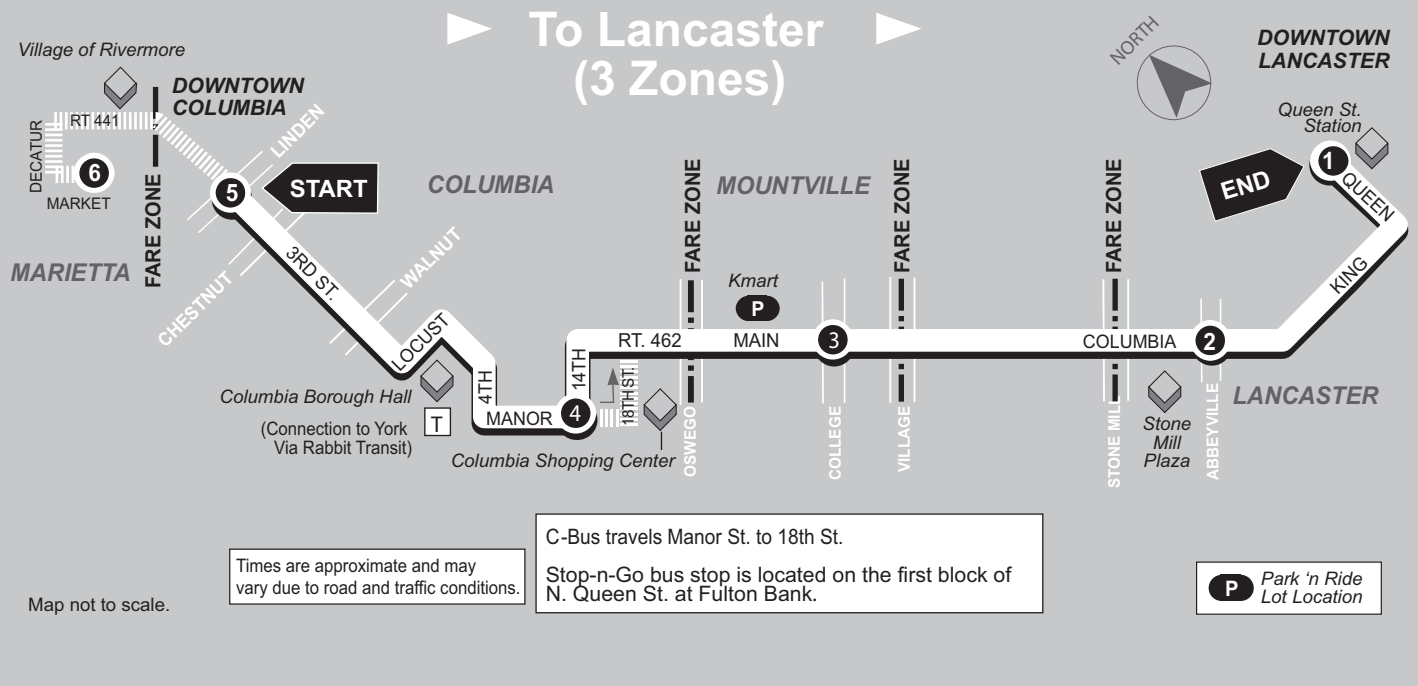 To Lancaster
(3 Zones)
Village of Rivermore
DOWNTOWN
COLUMBIA
RT 441
DECATUR
6
MARKET
MARIETTA
FARE ZONE
5
START
LINDEN
CHESTNUT
3RD ST.
WALNUT
COLUMBIA
LOCUST
Columbia Borough Hall
(Connection to York
Via Rabbit Transit)
T
4TH
MANOR
4
14TH
18TH ST.
Columbia Shopping Center
RT. 462
FARE ZONE
OSWEGO
MOUNTVILLE
Kmart
P
MAIN
3
COLLEGE
FARE ZONE
VILLAGE
FARE ZONE
STONE MILL
COLUMBIA
2
ABBEYVILLE
Stone
Mill
Plaza
LANCASTER
KING
QUEEN
1
END
Queen St.
Station
DOWNTOWN
LANCASTER
NORTH
Map not to scale.
Times are approximate and may
vary due to road and traffic conditions.
C-Bus travels Manor St. to 18th St.
Stop-n-Go bus stop is located on the first block of
N. Queen St. at Fulton Bank.
P
Park ‘n Ride
Lot Location